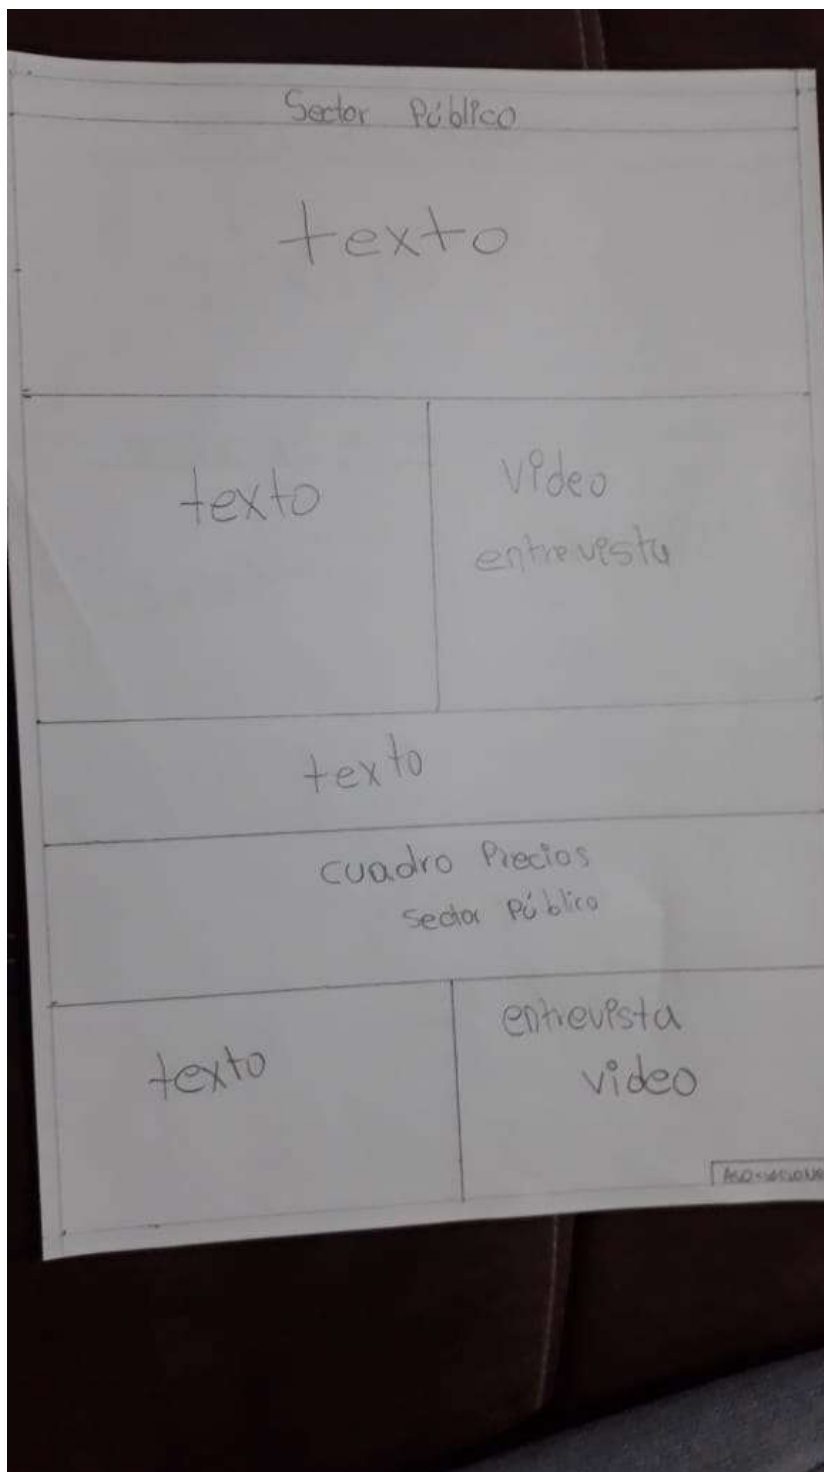 Sector Público
texto
texto
video
entrevista
texto
cuadro Precios
sector Público
texto
entrevista
video